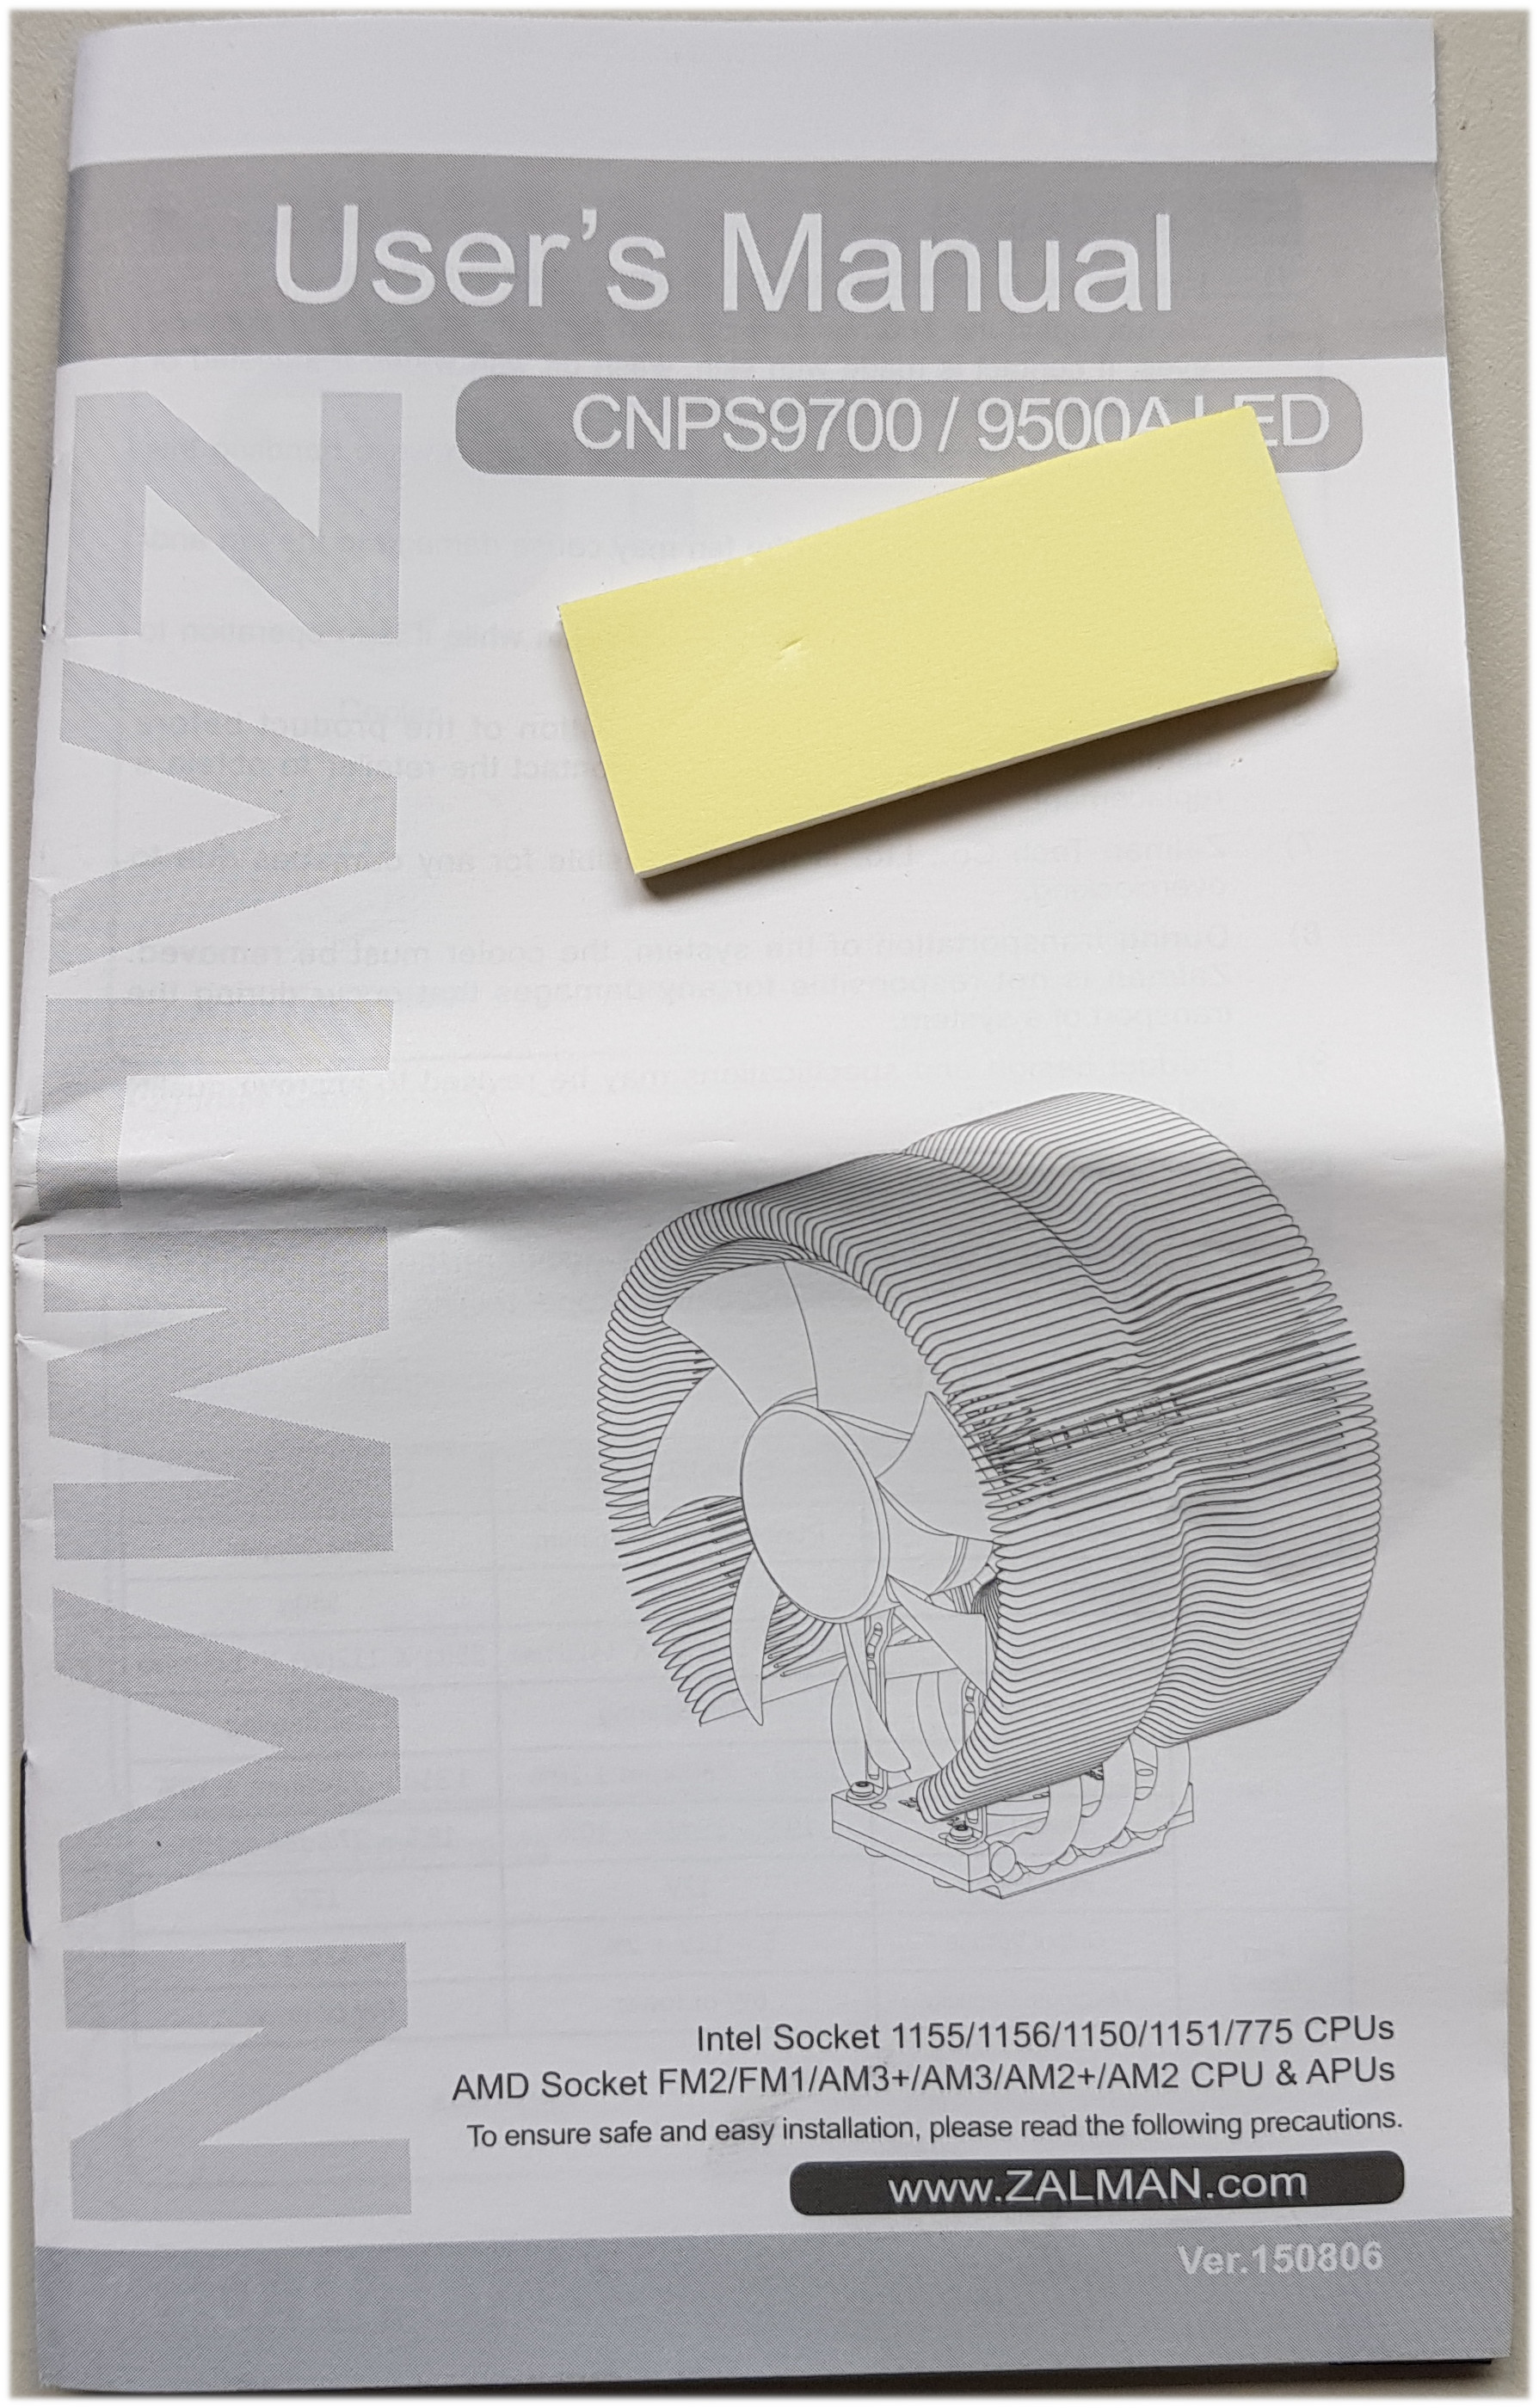 User's Manual
CNPS9700 / 9500A LED
ZALMAN
Intel Socket 1155/1156/1150/1151/775 CPUs
AMD Socket FM2/FM1/AM3+/AM3/AM2+/AM2 CPU & APUs
To ensure safe and easy installation, please read the following precautions.
www.ZALMAN.com
Ver.150806